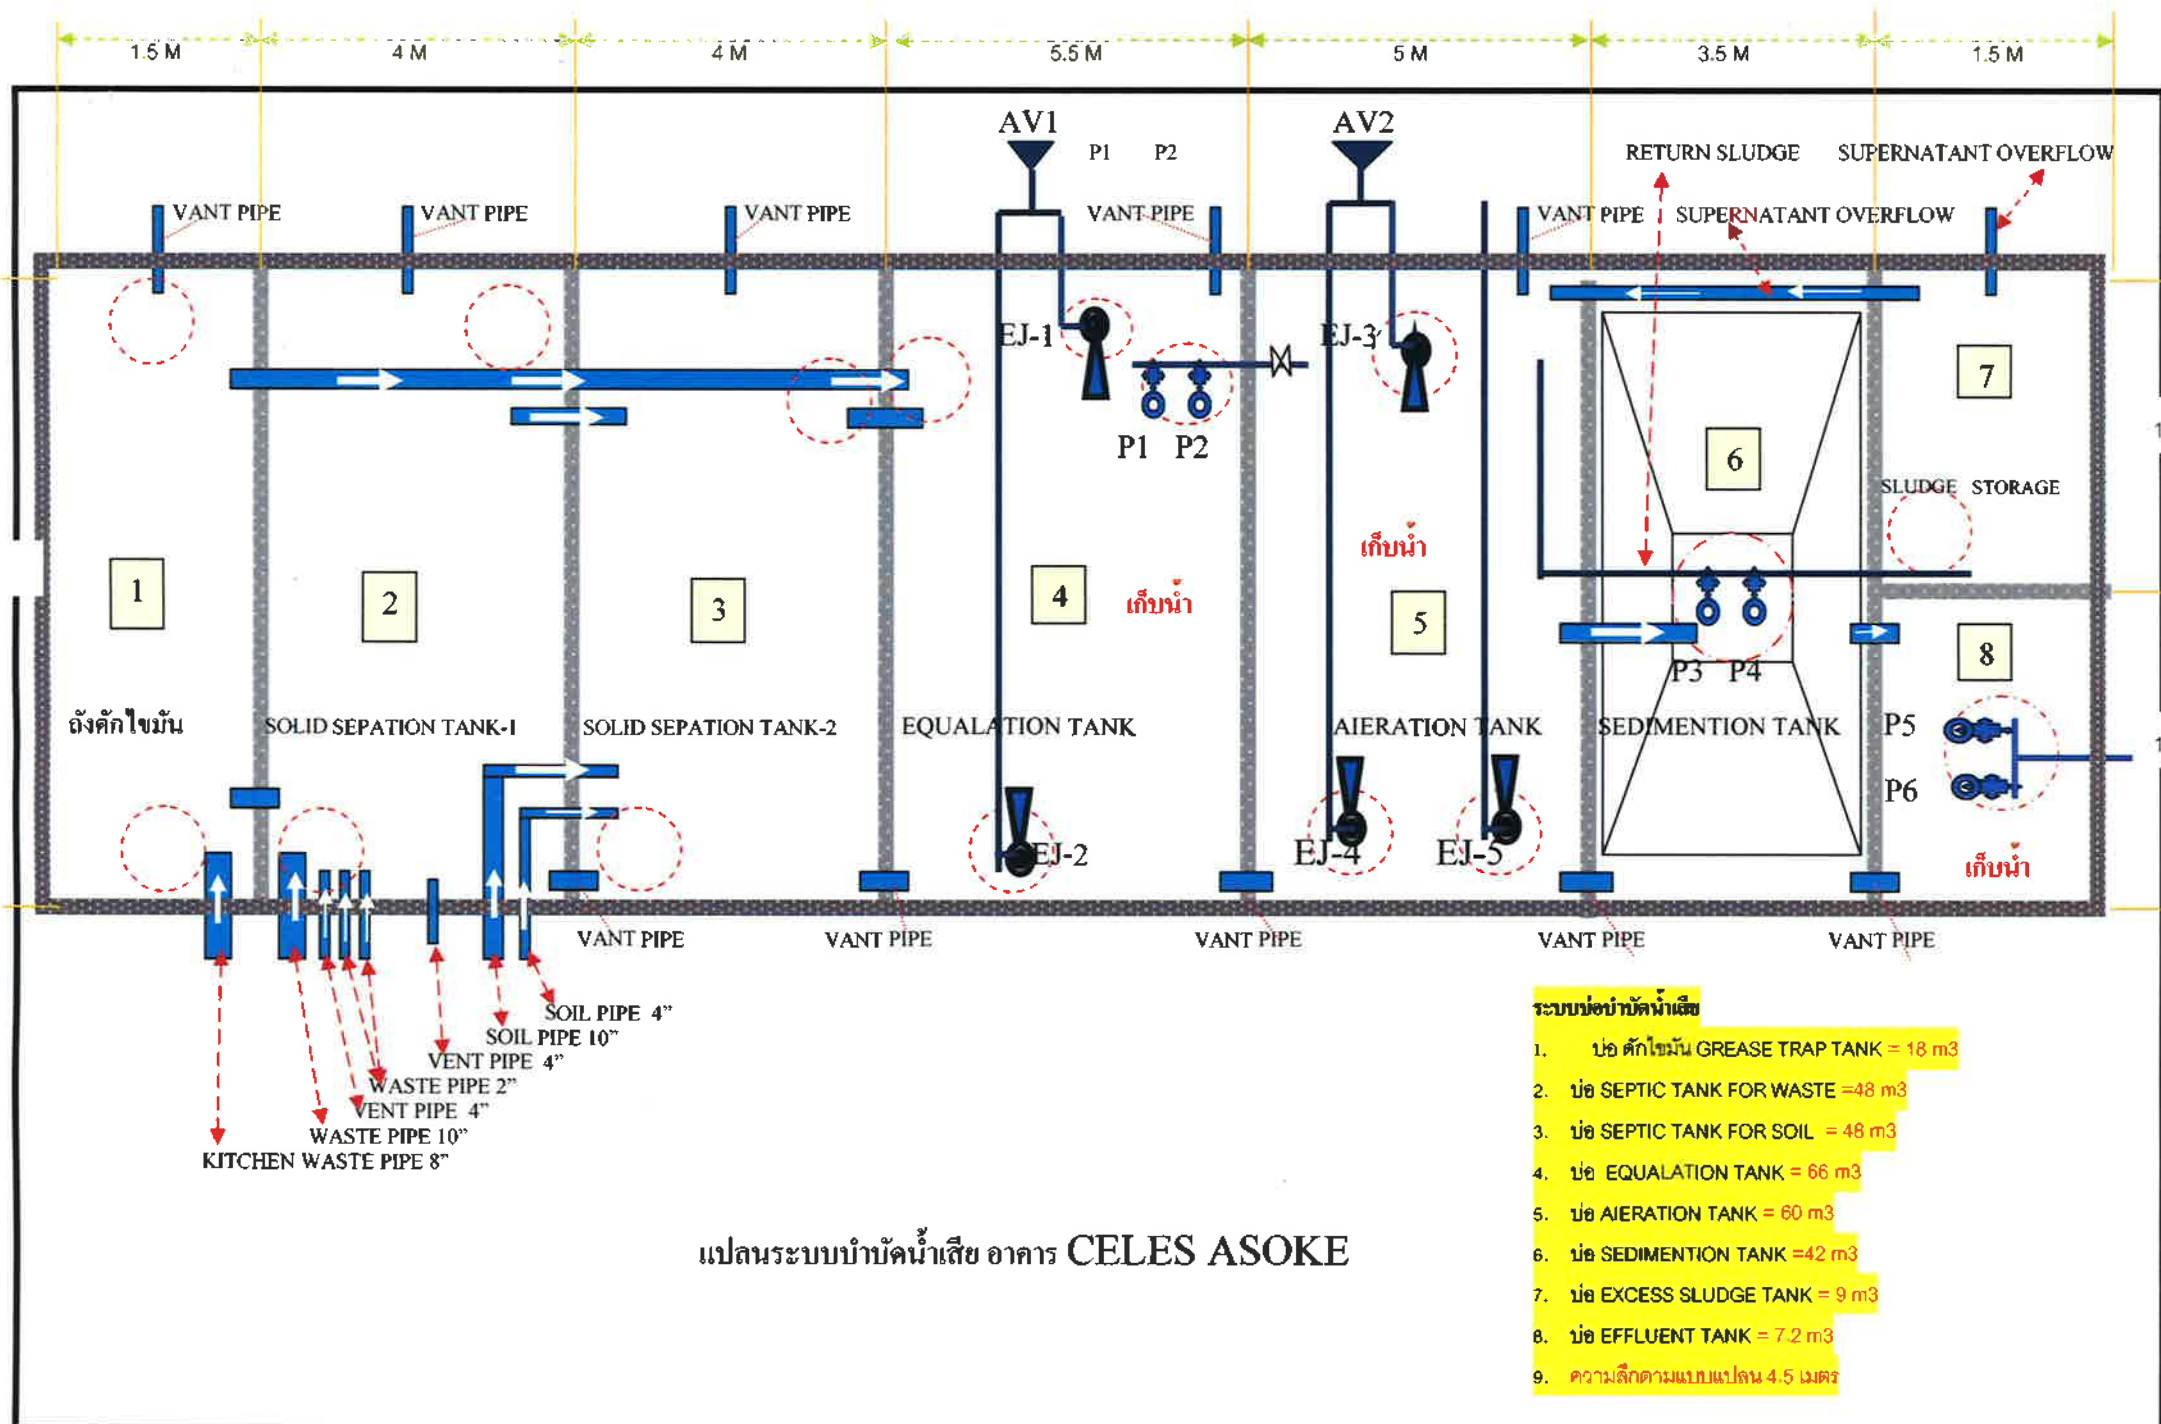 1.5 M 4 M 4 M 5.5 M 5 M 3.5 M 1.5 M
AV1 P1 P2 AV2 RETURN SLUDGE SUPERNATANT OVERFLOW
VANT PIPE VANT PIPE VANT PIPE VANT PIPE VANT PIPE SUPERNATANT OVERFLOW
EJ-1 EJ-3
7
P1 P2 6
SLUDGE STORAGE
เก็บน้ำ
1 2 3 4 เก็บน้ำ 5
8
P3 P4
ถังดักไขมัน SOLID SEPATION TANK-1 SOLID SEPATION TANK-2 EQUALATION TANK AIERATION TANK SEDIMENTION TANK P5
P6
EJ-2 EJ-4 EJ-5 เก็บน้ำ
VANT PIPE VANT PIPE VANT PIPE VANT PIPE VANT PIPE
SOIL PIPE 4”
SOIL PIPE 10”
VENT PIPE 4”
WASTE PIPE 2”
VENT PIPE 4”
WASTE PIPE 10”
KITCHEN WASTE PIPE 8”
แปลนระบบบำบัดน้ำเสีย อาคาร CELES ASOKE
ระบบบ่อบำบัดน้ำเสีย
1. บ่อ ดักไขมัน GREASE TRAP TANK = 18 m3
2. บ่อ SEPTIC TANK FOR WASTE =48 m3
3. บ่อ SEPTIC TANK FOR SOIL = 48 m3
4. บ่อ EQUALATION TANK = 66 m3
5. บ่อ AIERATION TANK = 60 m3
6. บ่อ SEDIMENTION TANK =42 m3
7. บ่อ EXCESS SLUDGE TANK = 9 m3
8. บ่อ EFFLUENT TANK = 7.2 m3
9. ความลึกตามแบบแปลน 4.5 เมตร